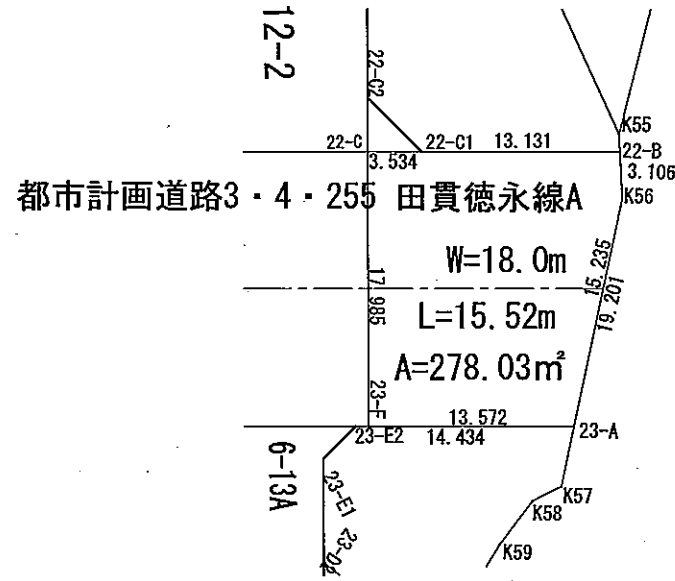 12-2
22-C2
K55
22-C
22-C1
13.131
22-B
3.534
3.106
K56
都市計画道路3・4・255 田貫徳永線A
W=18.0m
15.235
19.201
17.985
L=15.52m
A=278.03㎡
23-F
13.572
23-E2
14.434
23-A
6-13A
23-E1
K57
K58
K59